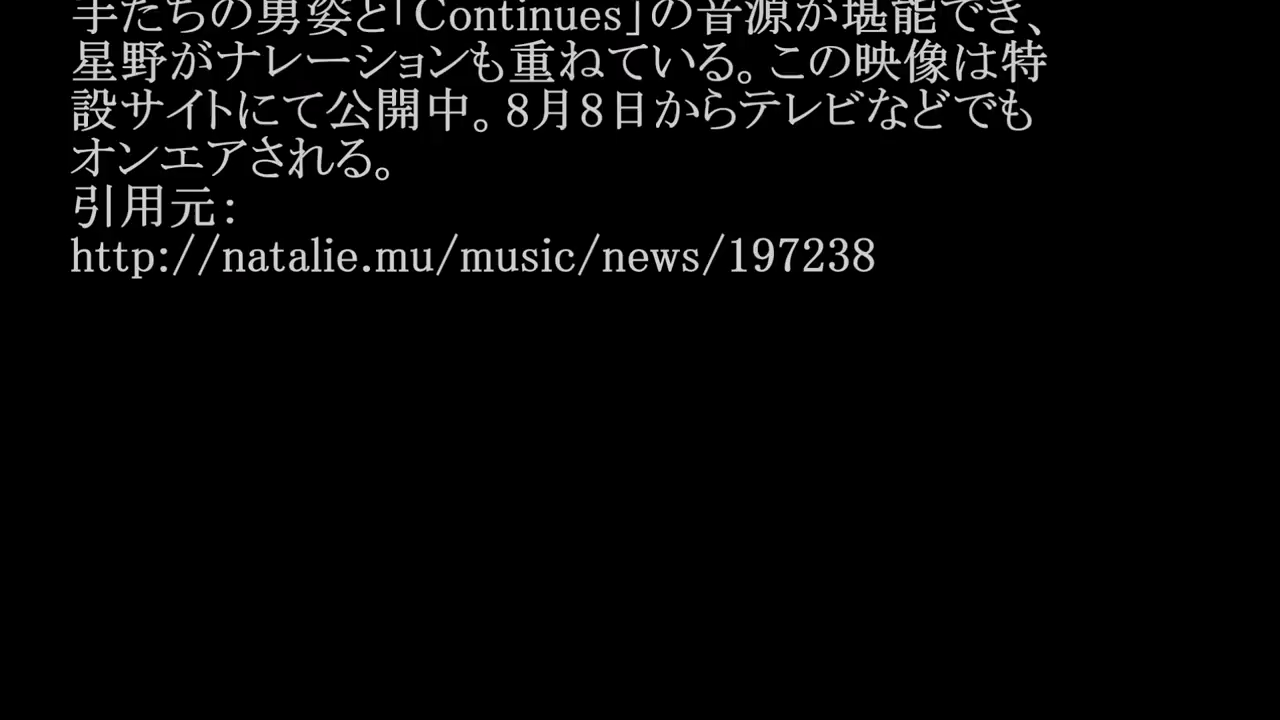 手たちの勇姿と「Continues」の音源が堪能でき、
星野がナレーションも重ねている。この映像は特
設サイトにて公開中。8月8日からテレビなどでも
オンエアされる。
引用元：
http://natalie.mu/music/news/197238